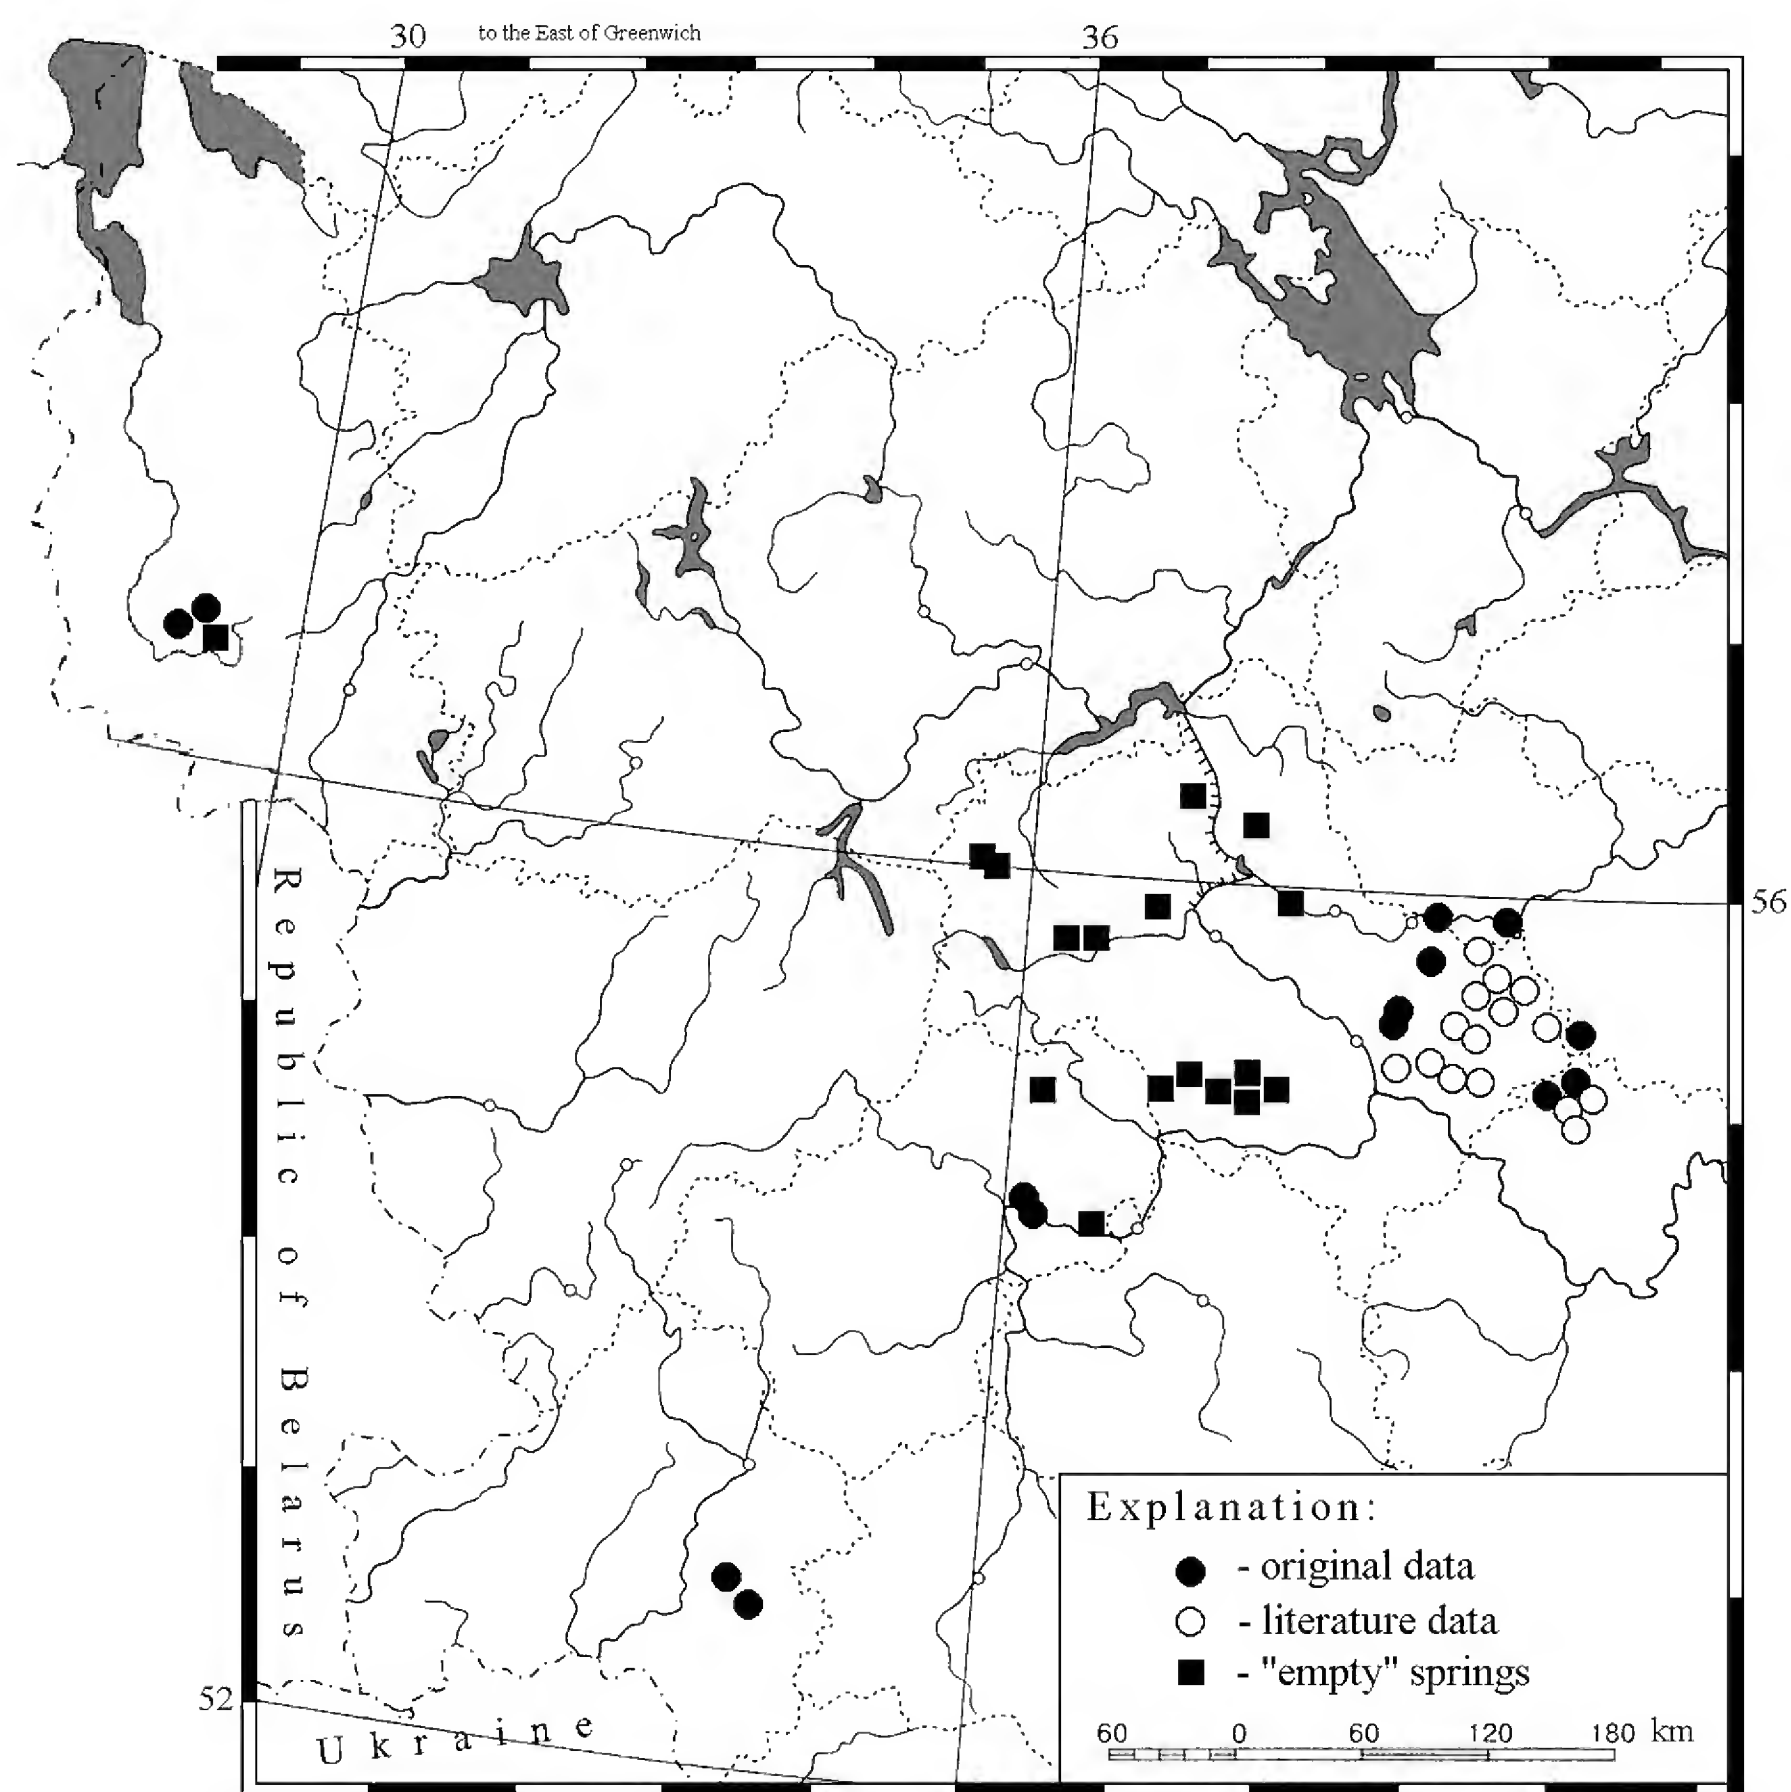 30
to the East of Greenwich
36
56
Republic of Belarus
52
Ukraine
Explanation:
- original data
- literature data
- "empty" springs
60 0 60 120 180 km